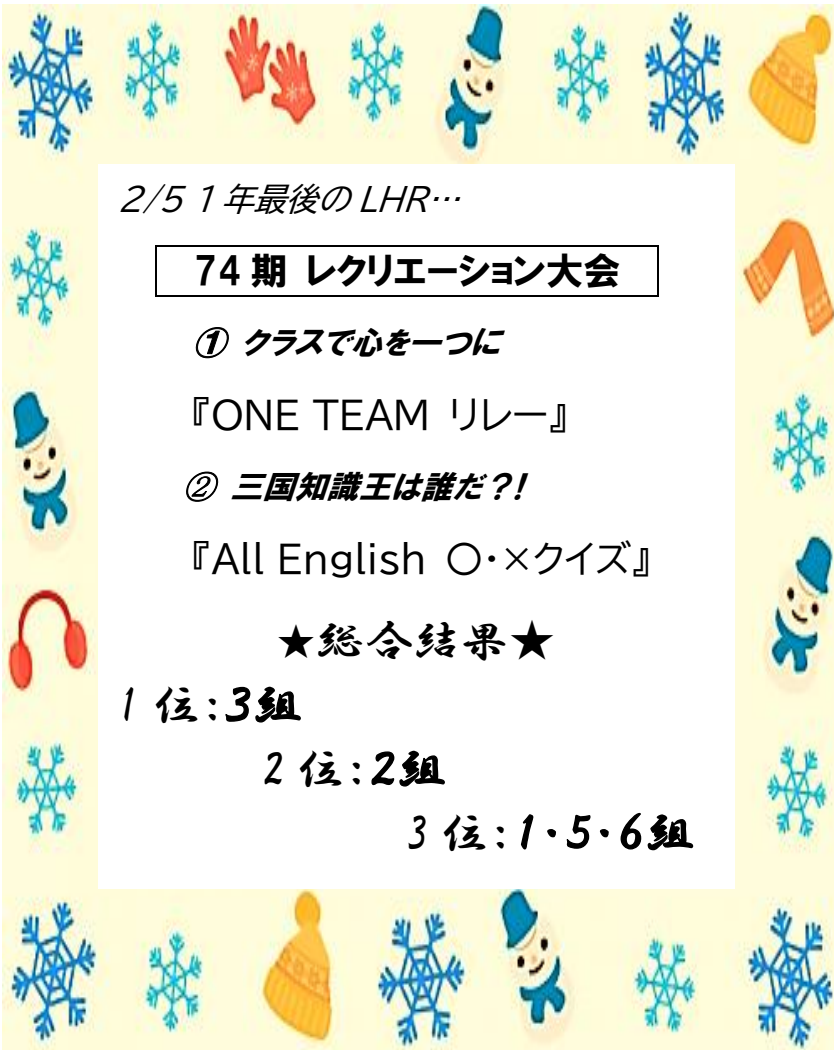 2/5 1年最後の LHR…
74期 レクリエーション大会
① クラスで心を一つに
『ONE TEAM リレー』
② 三国知識王は誰だ?!
『All English 〇・×クイズ』
★総合結果★
1 位:3組
2 位:2組
3 位:1・5・6組